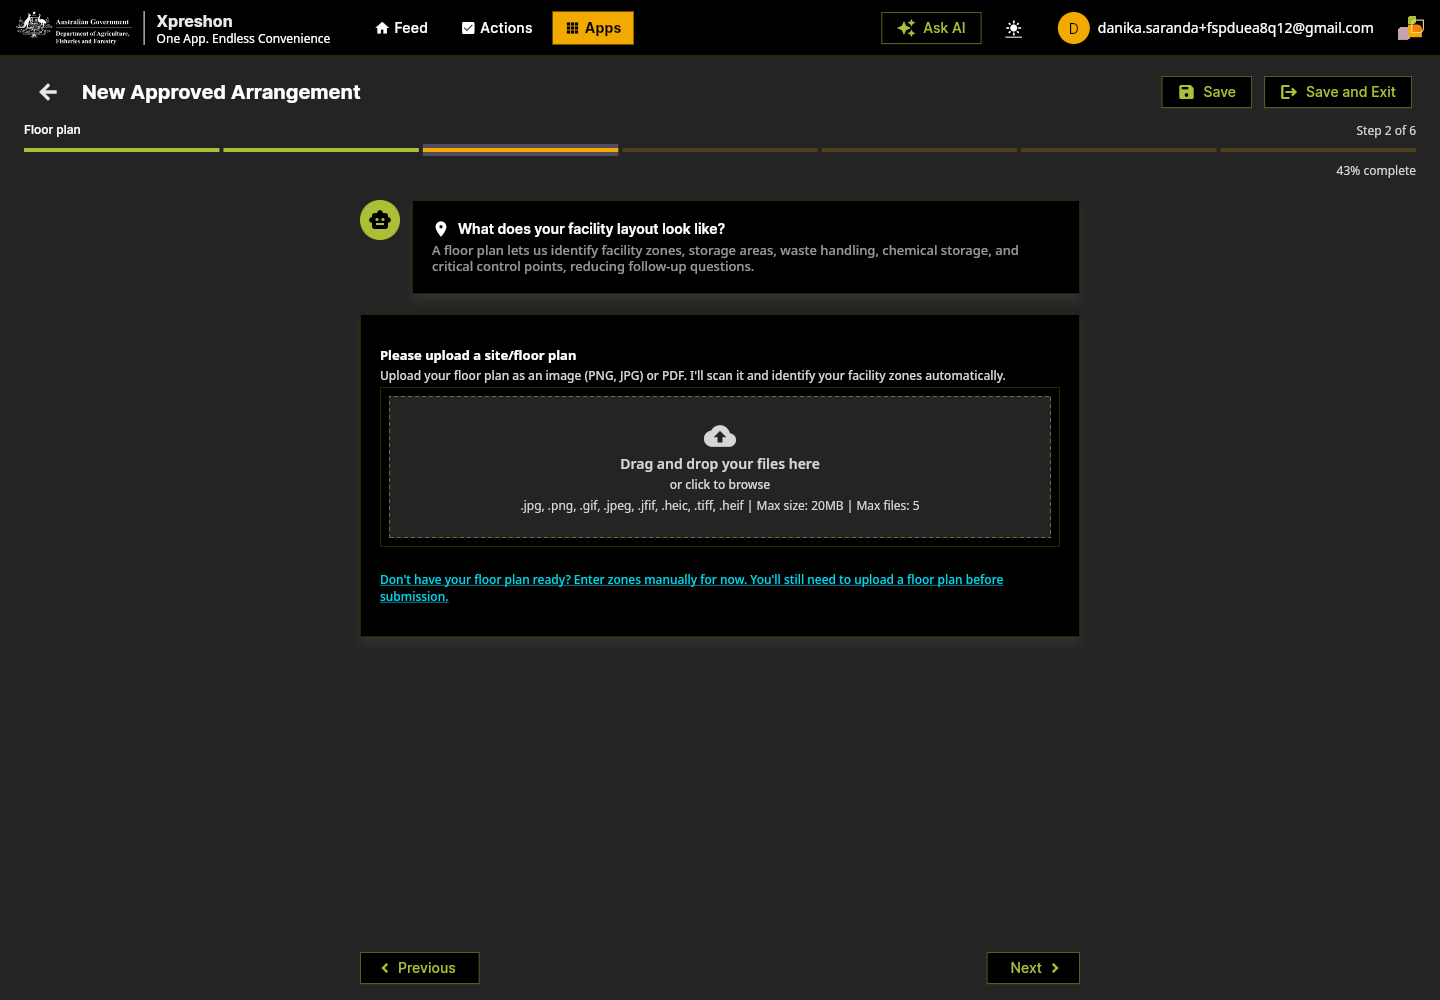 Australian Government
Department of Agriculture,
Fisheries and Forestry
Xpreshon
One App. Endless Convenience
Feed
Actions
Apps
Ask AI
D
danika.saranda+fspduea8q12@gmail.com
New Approved Arrangement
Save
Save and Exit
Floor plan
Step 2 of 6
43% complete
What does your facility layout look like?
A floor plan lets us identify facility zones, storage areas, waste handling, chemical storage, and
critical control points, reducing follow-up questions.
Please upload a site/floor plan
Upload your floor plan as an image (PNG, JPG) or PDF. I'll scan it and identify your facility zones automatically.
Drag and drop your files here
or click to browse
.jpg, .png, .gif, .jpeg, .jfif, .heic, .tiff, .heif | Max size: 20MB | Max files: 5
Don't have your floor plan ready? Enter zones manually for now. You'll still need to upload a floor plan before
submission.
Previous
Next